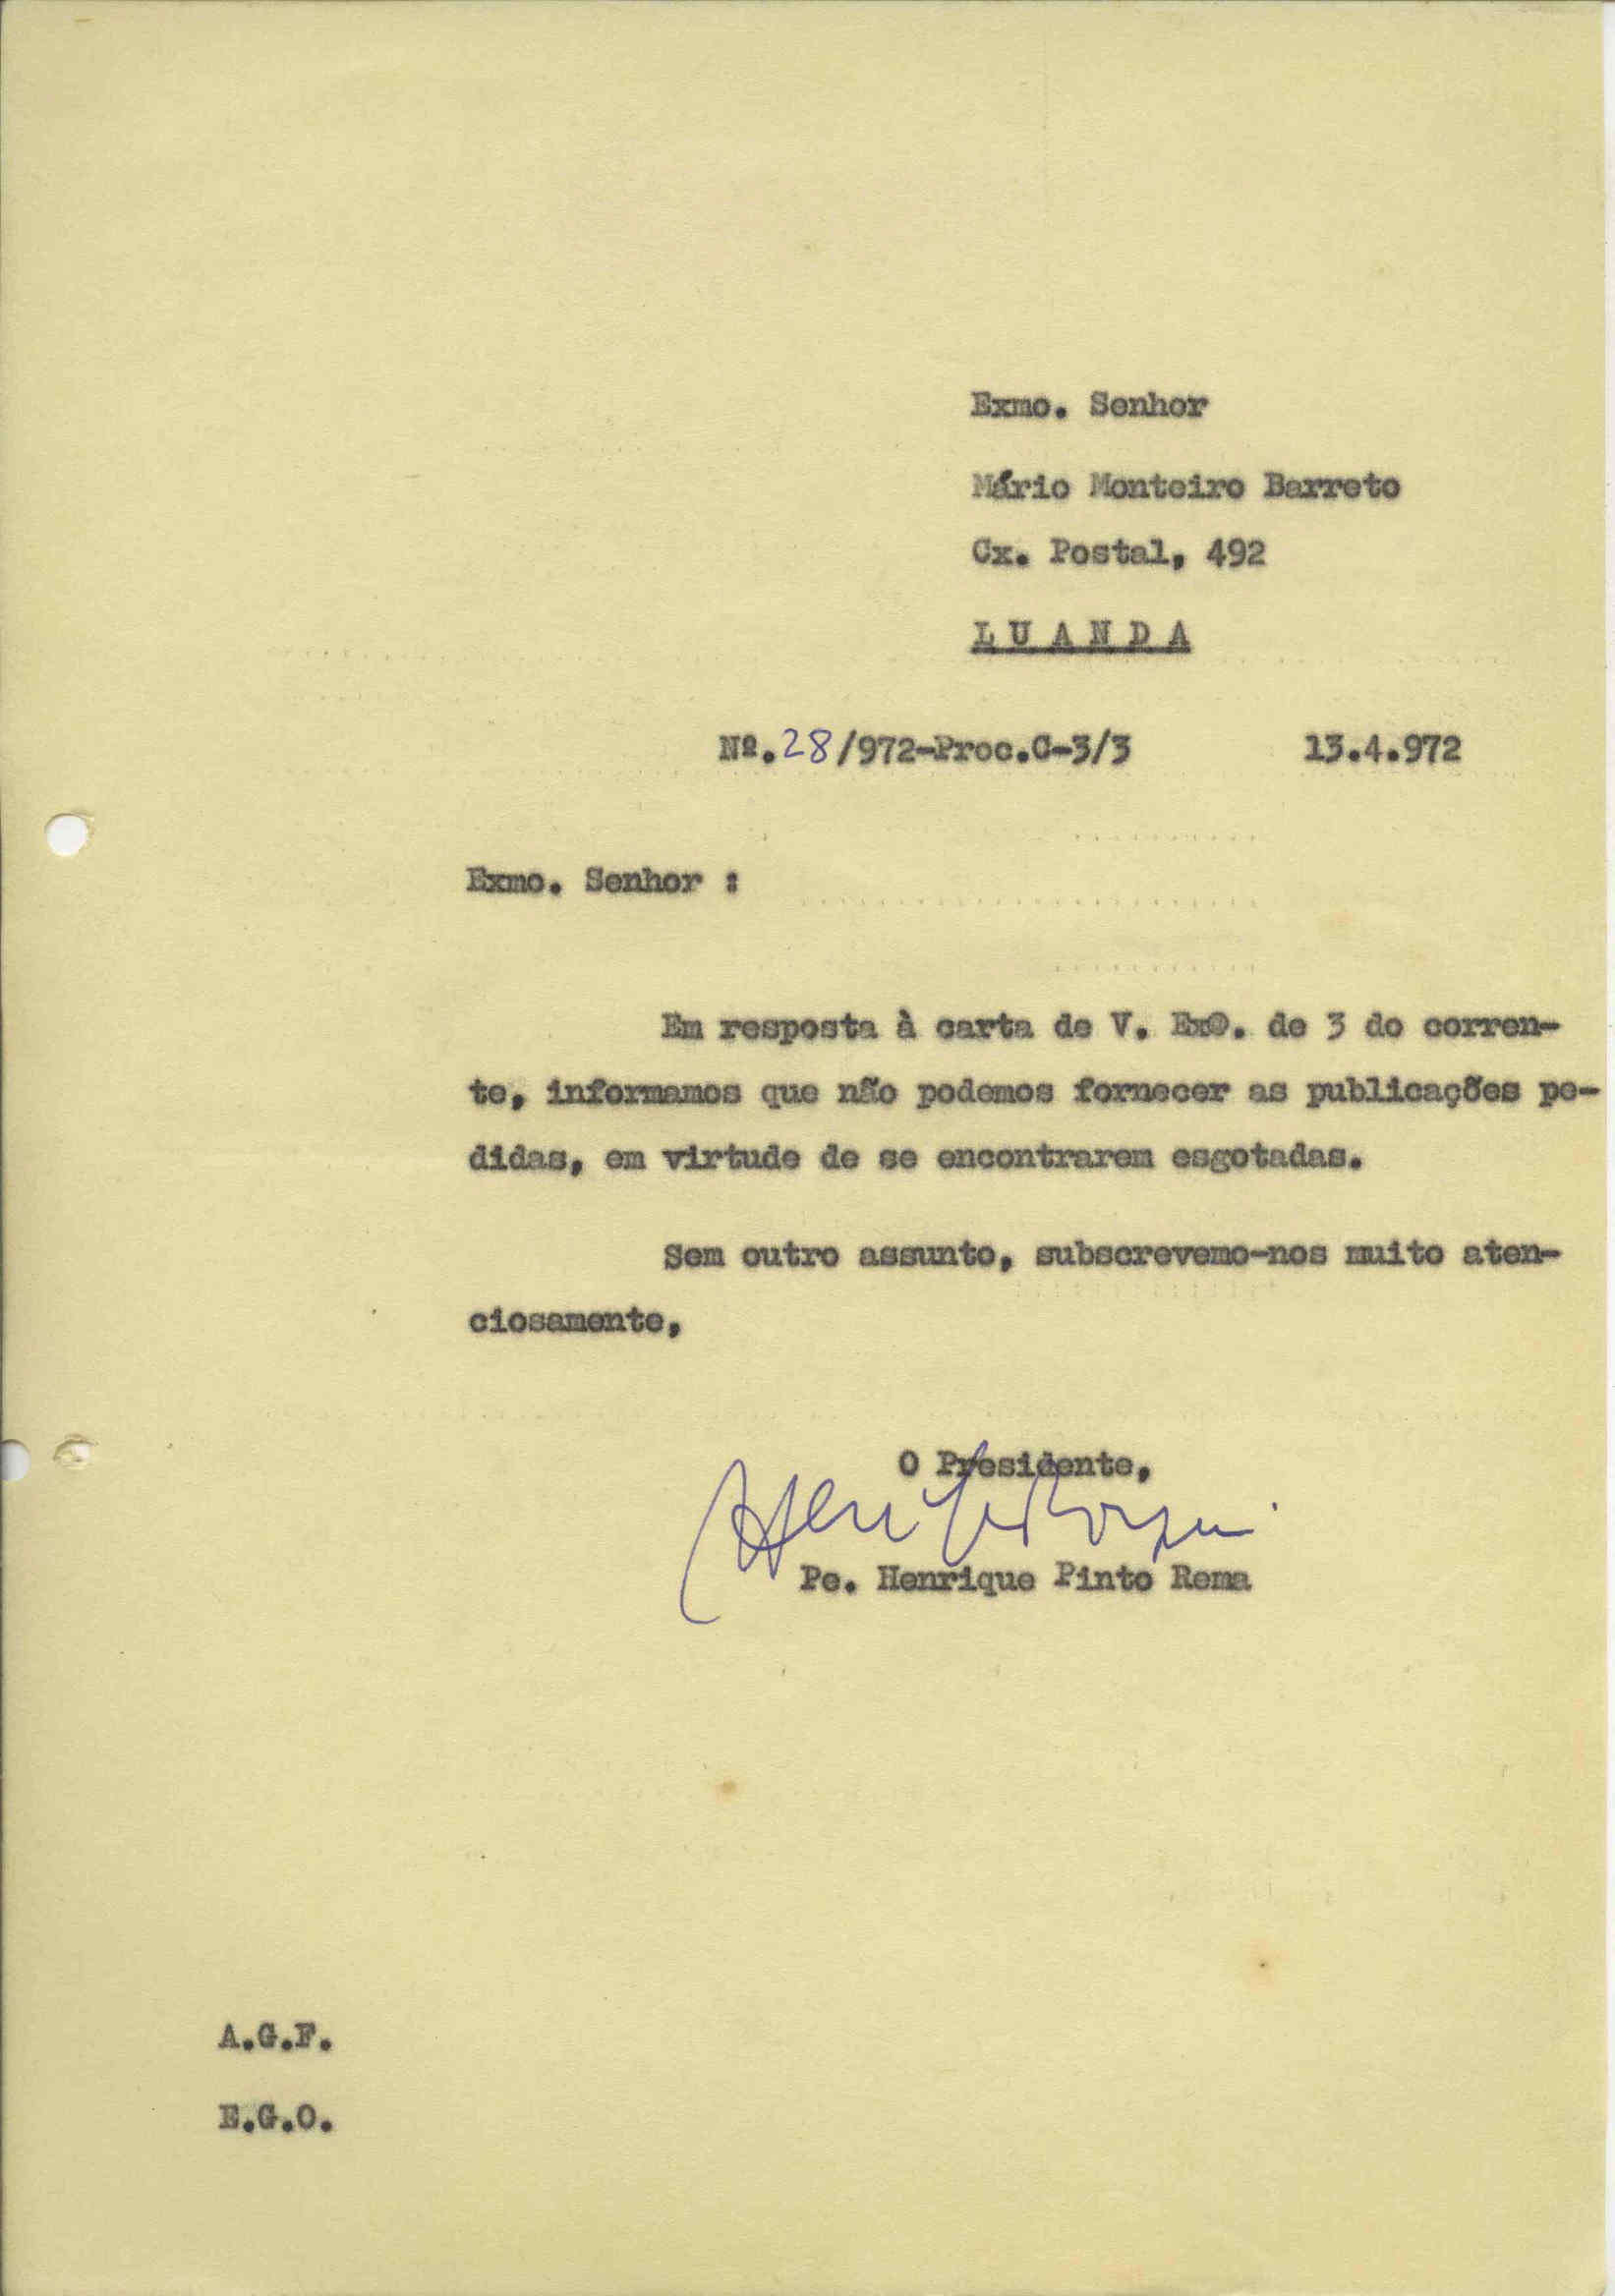 Exmo. Senhor
Mário Monteiro Barreto
Cx. Postal, 492
L U A N D A
Nº.28/972-Proc.C-3/3 13.4.972
Exmo. Senhor :
Em resposta à carta de V. Exª. de 3 do corren-
te, informamos que não podemos fornecer as publicações pe-
didas, em virtude de se encontrarem esgotadas.
Sem outro assunto, subscrevemo-nos muito aten-
ciosamente,
O Presidente,
Pe. Henrique Pinto Rema
A.G.F.
E.G.O.